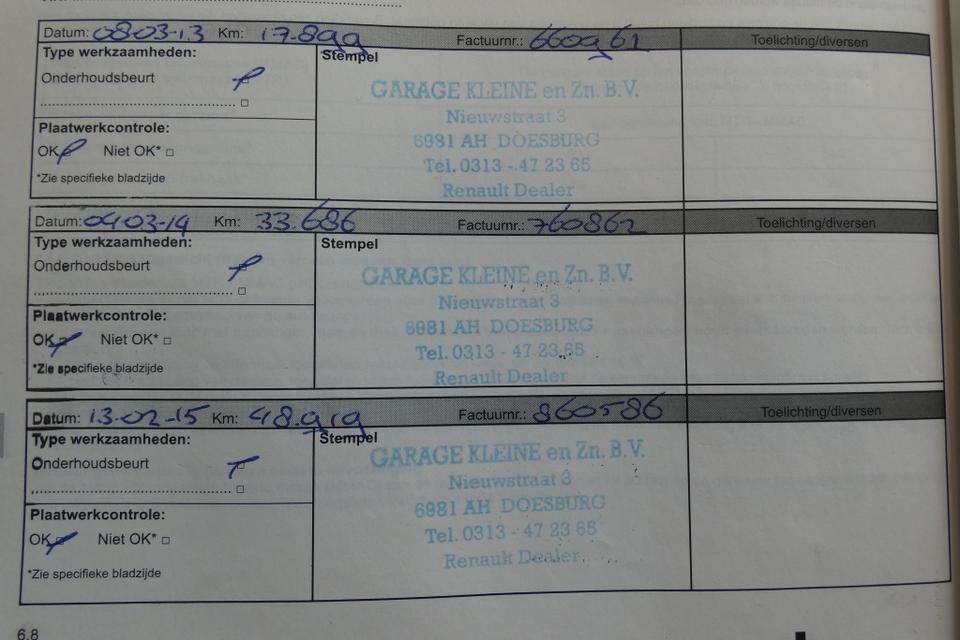 Datum: 08-03-13 Km: 17.899 Factuurnr.: 660961 Toelichting/diversen
Type werkzaamheden: Stempel
Onderhoudsbeurt
GARAGE KLEINE en Zn. B.V.
Nieuwstraat 3
Plaatwerkcontrole: 6981 AH DOESBURG
OK Niet OK* Tel. 0313 - 47 23 65
*Zie specifieke bladzijde Renault Dealer
Datum: 04-03-14 Km: 33.686 Factuurnr.: 760862 Toelichting/diversen
Type werkzaamheden: Stempel
Onderhoudsbeurt GARAGE KLEINE en Zn. B.V.
Nieuwstraat 3
Plaatwerkcontrole: 6981 AH DOESBURG
OK Niet OK* Tel. 0313 - 47 23 65
*Zie specifieke bladzijde Renault Dealer
Datum: 13-02-15 Km: 48.919 Factuurnr.: 860586 Toelichting/diversen
Type werkzaamheden: Stempel
Onderhoudsbeurt GARAGE KLEINE en Zn. B.V.
Nieuwstraat 3
Plaatwerkcontrole: 6981 AH DOESBURG
OK Niet OK* Tel. 0313 - 47 23 65
*Zie specifieke bladzijde Renault Dealer
6.8